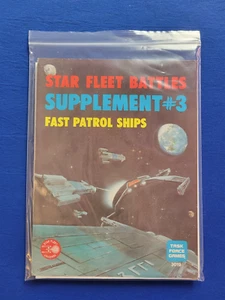 STAR FLEET BATTLES
SUPPLEMENT#3
FAST PATROL SHIPS
TASK
FORCE
GAMES